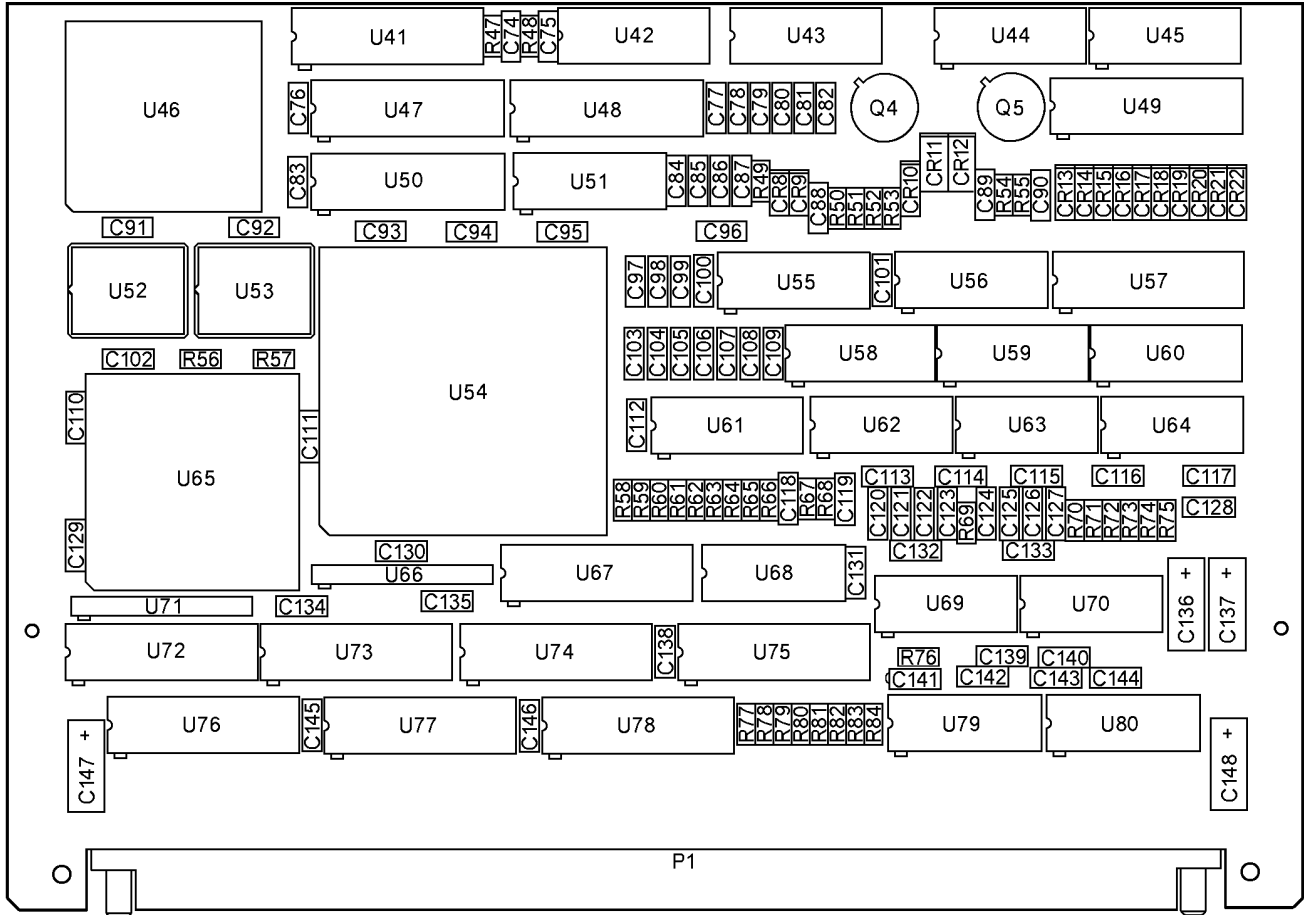 U41 R47 C74 R48 C75 U42 U43 U44 U45
U46 C76 U47 U48 C77 C78 C79 C80 C81 C82 Q4 Q5 U49
C83 U50 U51 C84 C85 C86 C87 R49 CR8 CR9 C88 R50 R51 R52 R53 CR10 CR11 CR12 C89 R54 R55 C90 CR13 CR14 CR15 CR16 CR17 CR18 CR19 CR20 CR21 CR22
C91 C92 C93 C94 C95 C96
U52 U53 C97 C98 C99 C100 U55 C101 U56 U57
C102 R56 R57 U54 C103 C104 C105 C106 C107 C108 C109 U58 U59 U60
C110 C111 C112 U61 U62 U63 U64
U65 C113 C114 C115 C116 C117
R58 R59 R60 R61 R62 R63 R64 R65 R66 C118 R67 R68 C119 C120 C121 C122 C123 R69 C124 C125 C126 C127 R70 R71 R72 R73 R74 R75 C128
C129 C130 C132 C133
U66 U67 U68 C131
U71 C134 C135 U69 U70 C136 + C137 +
U72 U73 U74 C138 U75 R76 C139 C140
C141 C142 C143 C144
U76 C145 U77 C146 U78 R77 R78 R79 R80 R81 R82 R83 R84 U79 U80
C147 + C148 +
P1